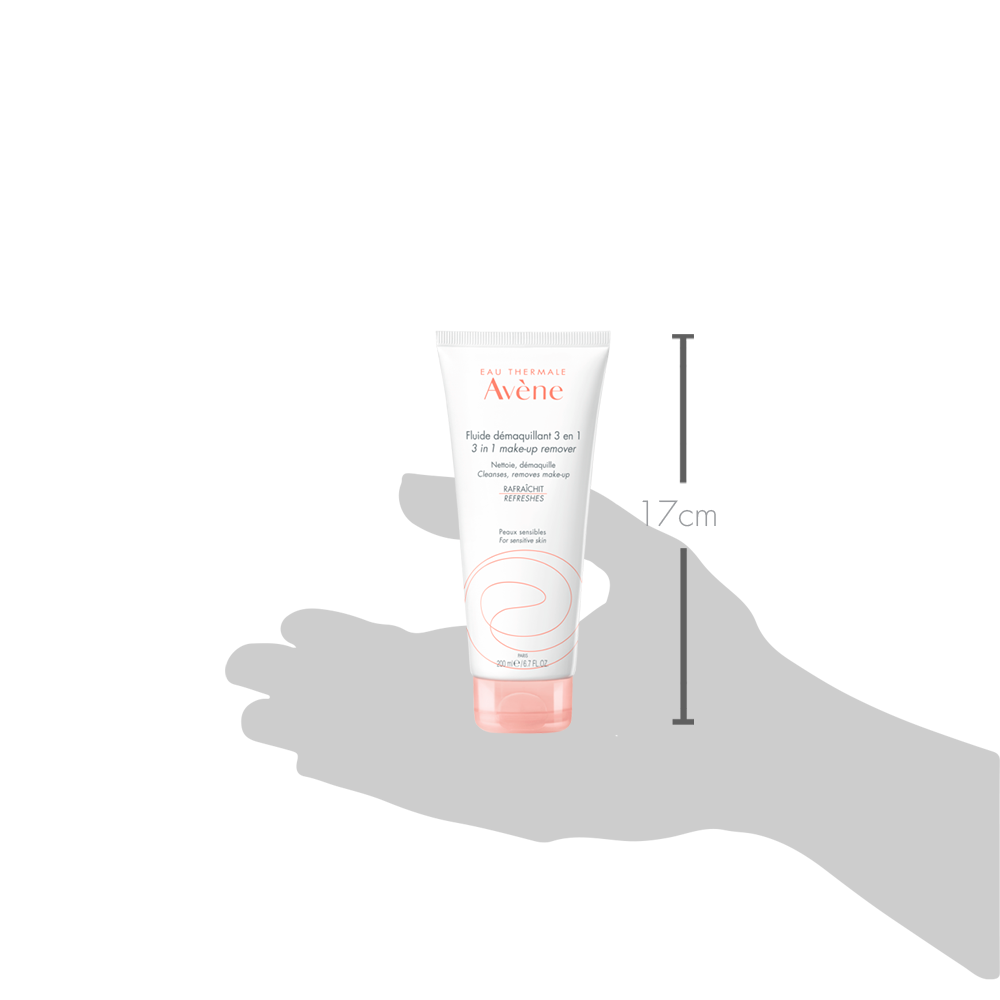 EAU THERMALE
Avène
Fluide démaquillant 3 en 1
3 in 1 make-up remover
Nettoie, démaquille
Cleanses, removes make-up
RAFRAÎCHIT
REFRESHES
Peaux sensibles
For sensitive skin
PARIS
200 ml ℮ / 6.7 FL.OZ.
17cm